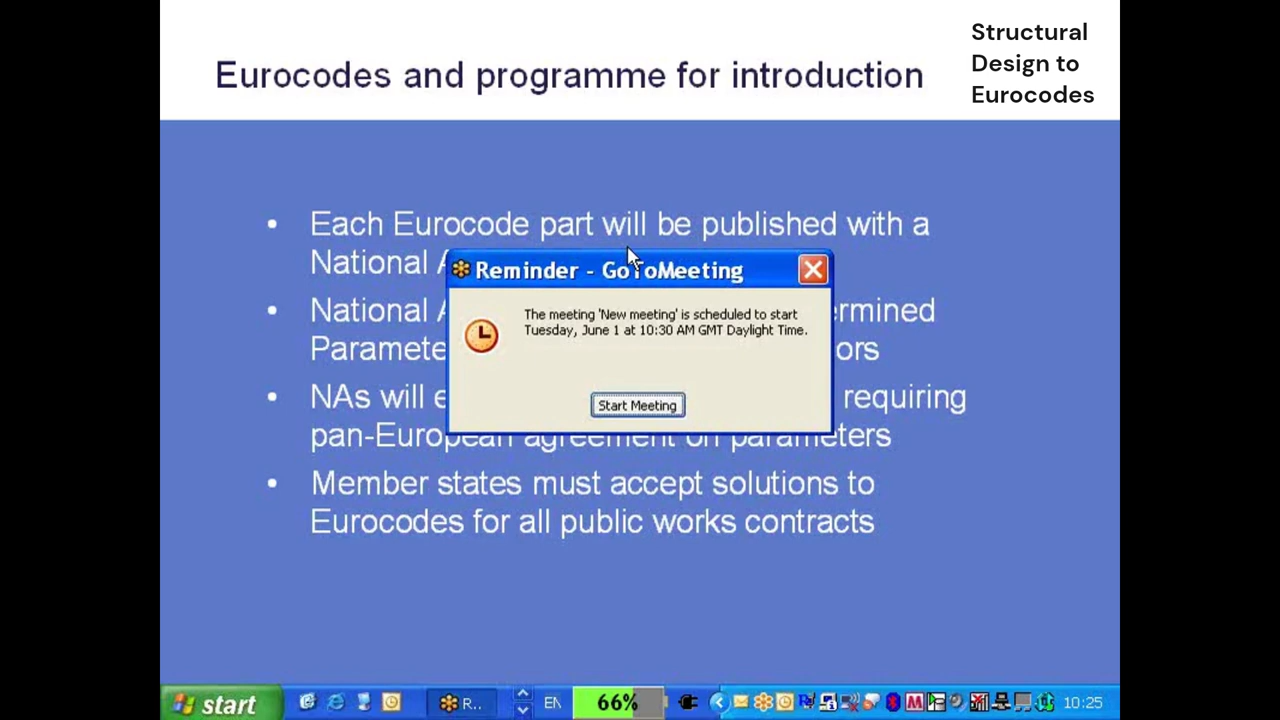 Eurocodes and programme for introduction
Structural
Design to
Eurocodes
• Each Eurocode part will be published with a
National
• National
ermined
Paramete
ors
• NAs will e
requiring
pan-European agreement on parameters
• Member states must accept solutions to
Eurocodes for all public works contracts
Reminder - GoToMeeting
The meeting 'New meeting' is scheduled to start
Tuesday, June 1 at 10:30 AM GMT Daylight Time.
Start Meeting
start
R..
EN
66%
10:25